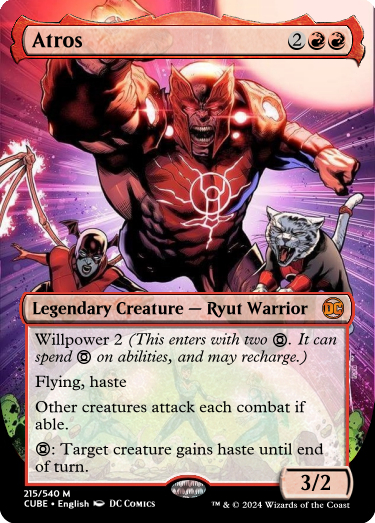 Atros 2
Legendary Creature — Ryut Warrior DC
Willpower 2 (This enters with two . It can
spend on abilities, and may recharge.)
Flying, haste
Other creatures attack each combat if
able.
: Target creature gains haste until end
of turn.
3/2
215/540 M
CUBE • English DC COMICS ™ & © 2024 Wizards of the Coast